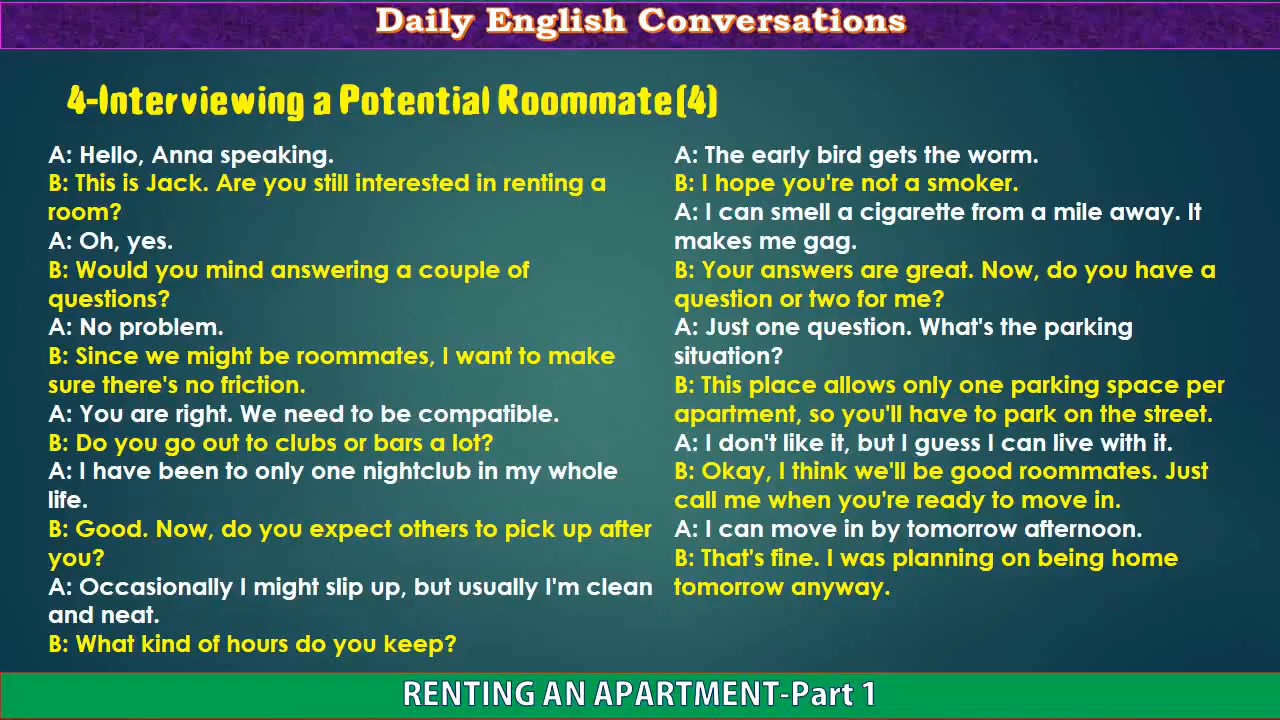 Daily English Conversations
4-Interviewing a Potential Roommate(4)
A: Hello, Anna speaking.
B: This is Jack. Are you still interested in renting a
room?
A: Oh, yes.
B: Would you mind answering a couple of
questions?
A: No problem.
B: Since we might be roommates, I want to make
sure there's no friction.
A: You are right. We need to be compatible.
B: Do you go out to clubs or bars a lot?
A: I have been to only one nightclub in my whole
life.
B: Good. Now, do you expect others to pick up after
you?
A: Occasionally I might slip up, but usually I'm clean
and neat.
B: What kind of hours do you keep?
A: The early bird gets the worm.
B: I hope you're not a smoker.
A: I can smell a cigarette from a mile away. It
makes me gag.
B: Your answers are great. Now, do you have a
question or two for me?
A: Just one question. What's the parking
situation?
B: This place allows only one parking space per
apartment, so you'll have to park on the street.
A: I don't like it, but I guess I can live with it.
B: Okay, I think we'll be good roommates. Just
call me when you're ready to move in.
A: I can move in by tomorrow afternoon.
B: That's fine. I was planning on being home
tomorrow anyway.
RENTING AN APARTMENT-Part 1